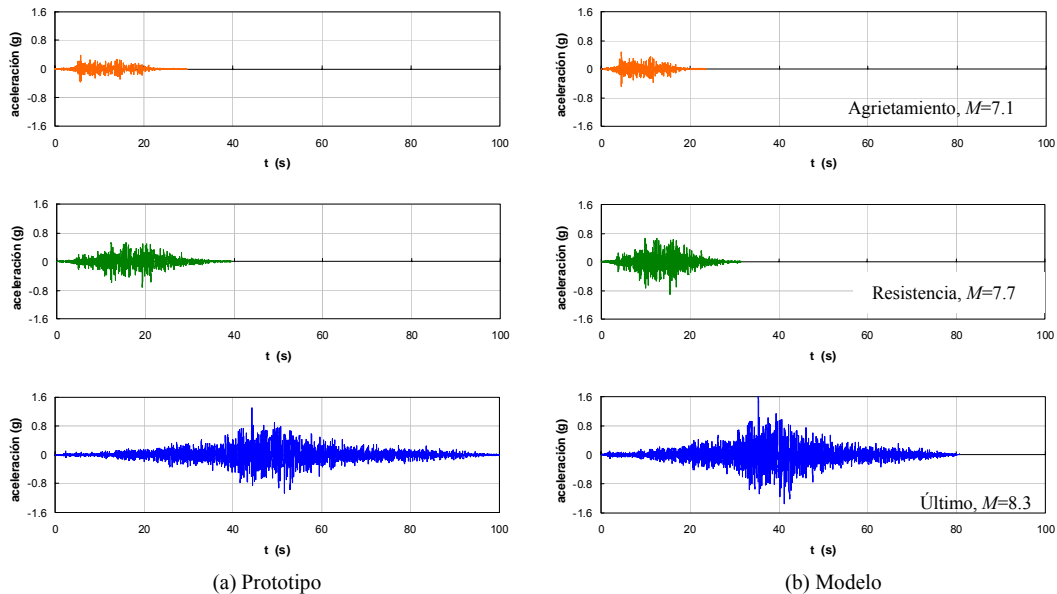 1.6
0.8
0
-0.8
-1.6
aceleración (g)
0 20 40 60 80 100
t (s)
1.6
0.8
0
-0.8
-1.6
aceleración (g)
Agrietamiento, M=7.1
0 20 40 60 80 100
t (s)
1.6
0.8
0
-0.8
-1.6
aceleración (g)
0 20 40 60 80 100
t (s)
1.6
0.8
0
-0.8
-1.6
aceleración (g)
Resistencia, M=7.7
0 20 40 60 80 100
t (s)
1.6
0.8
0
-0.8
-1.6
aceleración (g)
0 20 40 60 80 100
t (s)
1.6
0.8
0
-0.8
-1.6
aceleración (g)
Último, M=8.3
0 20 40 60 80 100
t (s)
(a) Prototipo
(b) Modelo